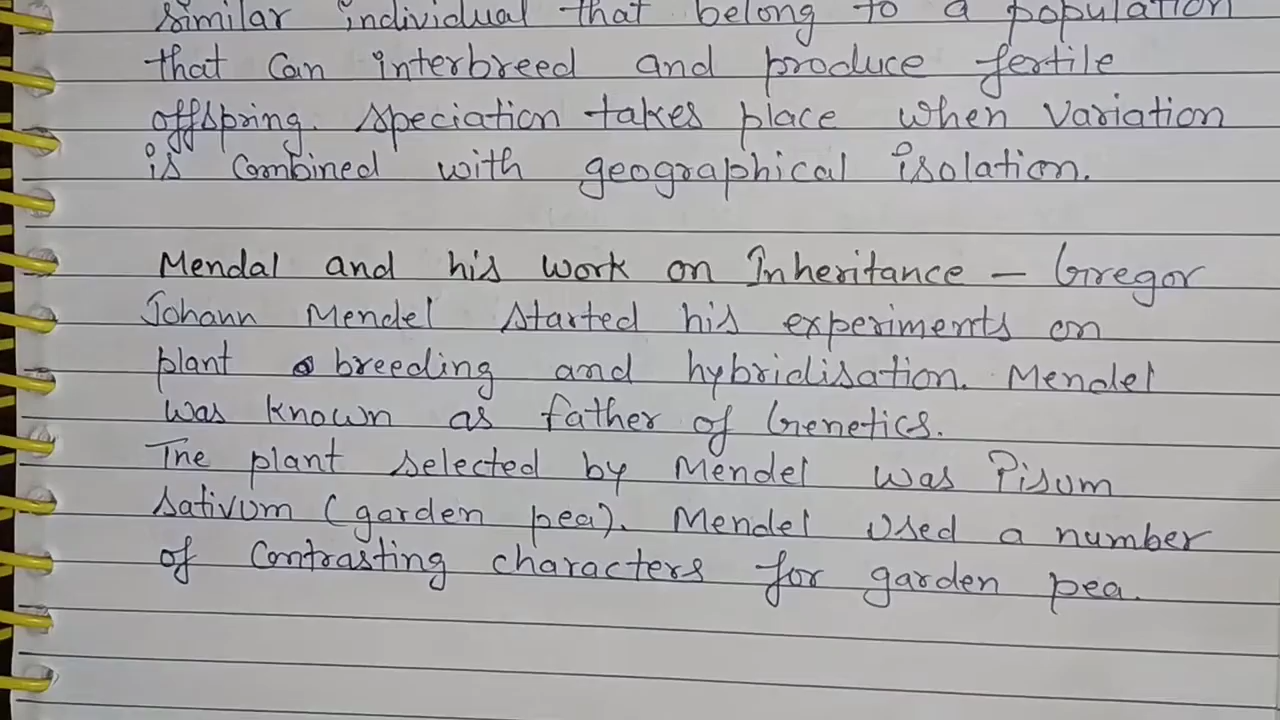 similar individual that belong to a population
that can interbreed and produce fertile
offspring. speciation takes place when variation
is combined with geographical isolation.
Mendal and his work on Inheritance – Gregor
Johann Mendel started his experiments on
plant breeding and hybridisation. Mendel
was known as father of Genetics.
The plant selected by Mendel was Pisum
sativum (garden pea). Mendel used a number
of contrasting characters for garden pea.